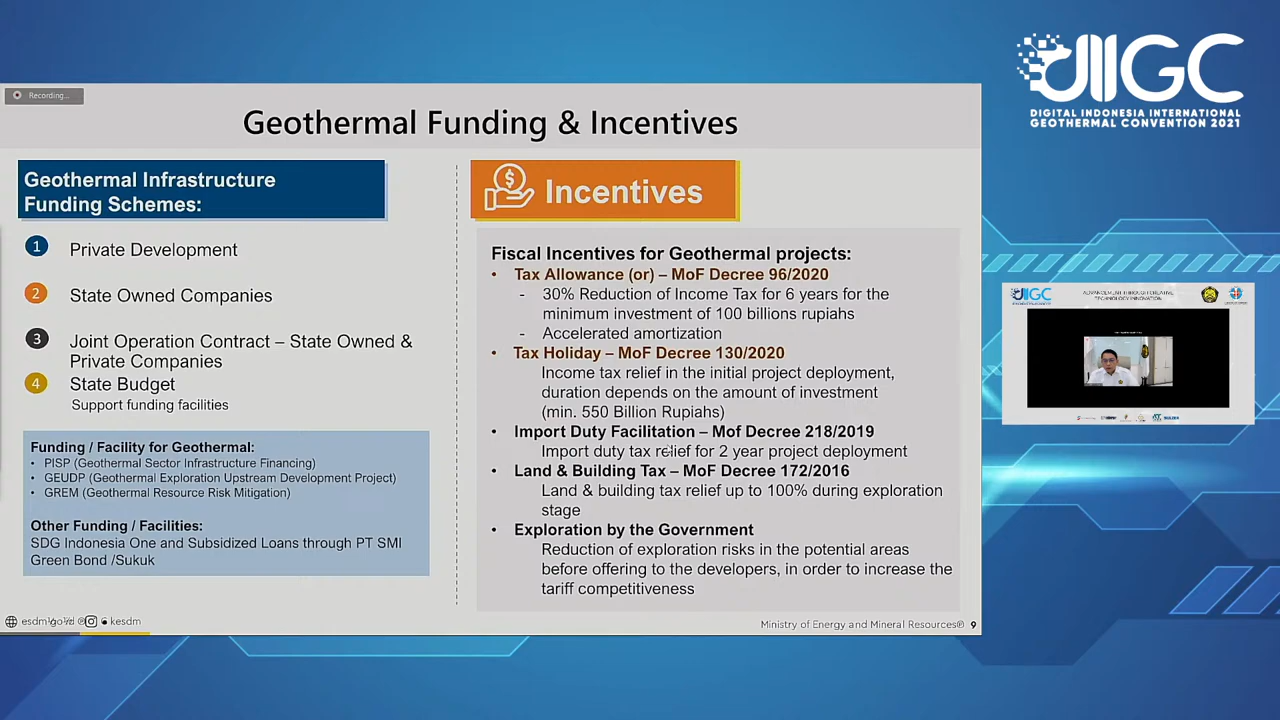 Recording...
Geothermal Funding & Incentives
Geothermal Infrastructure
Funding Schemes:
1 Private Development
2 State Owned Companies
3 Joint Operation Contract – State Owned &
Private Companies
4 State Budget
Support funding facilities
Funding / Facility for Geothermal:
• PISP (Geothermal Sector Infrastructure Financing)
• GEUDP (Geothermal Exploration Upstream Development Project)
• GREM (Geothermal Resource Risk Mitigation)
Other Funding / Facilities:
SDG Indonesia One and Subsidized Loans through PT SMI
Green Bond /Sukuk
$ Incentives
Fiscal Incentives for Geothermal projects:
• Tax Allowance (or) – MoF Decree 96/2020
- 30% Reduction of Income Tax for 6 years for the
minimum investment of 100 billions rupiahs
- Accelerated amortization
• Tax Holiday – MoF Decree 130/2020
Income tax relief in the initial project deployment,
duration depends on the amount of investment
(min. 550 Billion Rupiahs)
• Import Duty Facilitation – Mof Decree 218/2019
Import duty tax relief for 2 year project deployment
• Land & Building Tax – MoF Decree 172/2016
Land & building tax relief up to 100% during exploration
stage
• Exploration by the Government
Reduction of exploration risks in the potential areas
before offering to the developers, in order to increase the
tariff competitiveness
kesdm
Ministry of Energy and Mineral Resources® 9
DIIGC
DIGITAL INDONESIA INTERNATIONAL
GEOTHERMAL CONVENTION 2021
DIIGC
ADVANCEMENT THROUGH CREATIVE
TECHNOLOGY INNOVATION